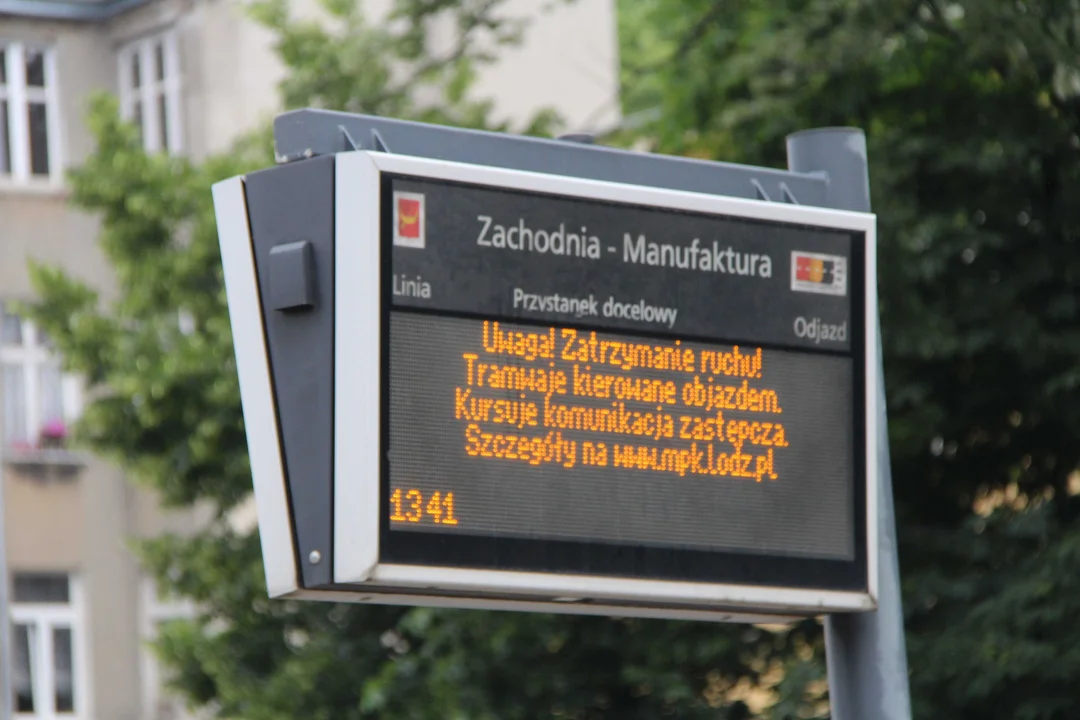 Zachodnia - Manufaktura
Linia Przystanek docelowy Odjazd
Uwaga! Zatrzymanie ruchu!
Tramwaje kierowane objazdem.
Kursuje komunikacja zastępcza.
Szczegóły na www.mpk.lodz.pl
13 41